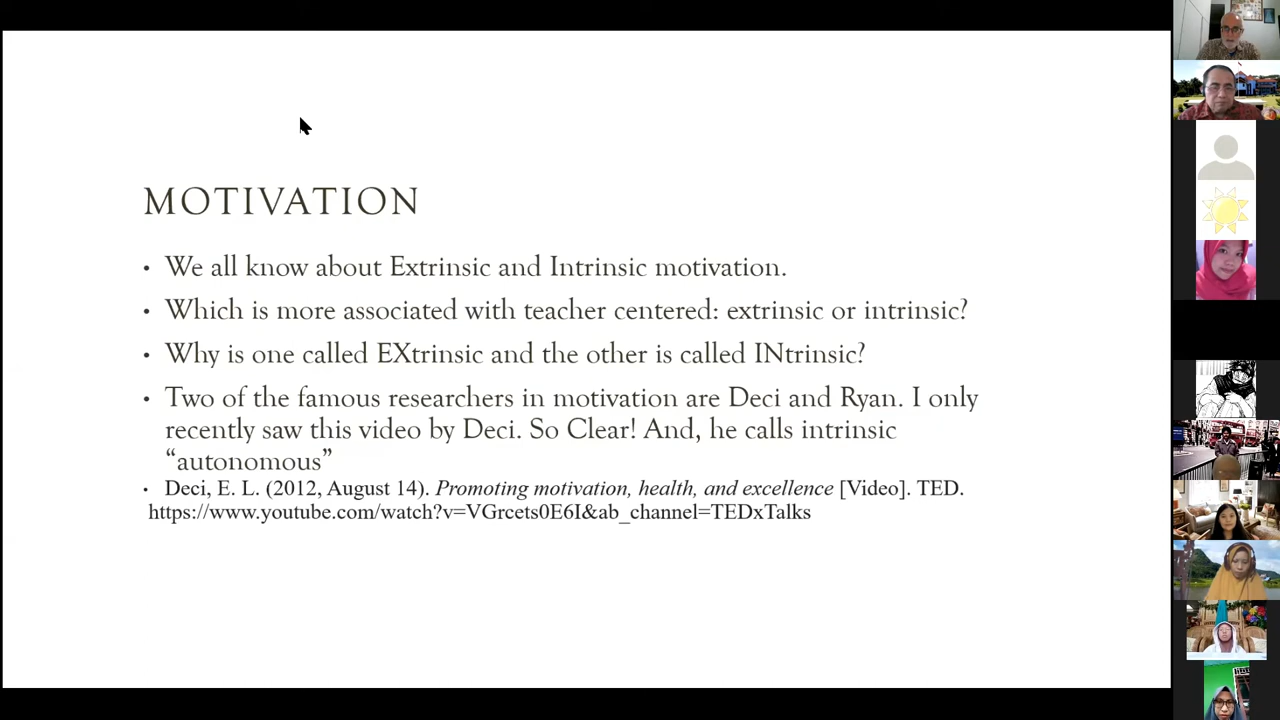 MOTIVATION
• We all know about Extrinsic and Intrinsic motivation.
• Which is more associated with teacher centered: extrinsic or intrinsic?
• Why is one called EXtrinsic and the other is called INtrinsic?
• Two of the famous researchers in motivation are Deci and Ryan. I only
recently saw this video by Deci. So Clear! And, he calls intrinsic
“autonomous”
• Deci, E. L. (2012, August 14). Promoting motivation, health, and excellence [Video]. TED.
https://www.youtube.com/watch?v=VGrcets0E6I&ab_channel=TEDxTalks